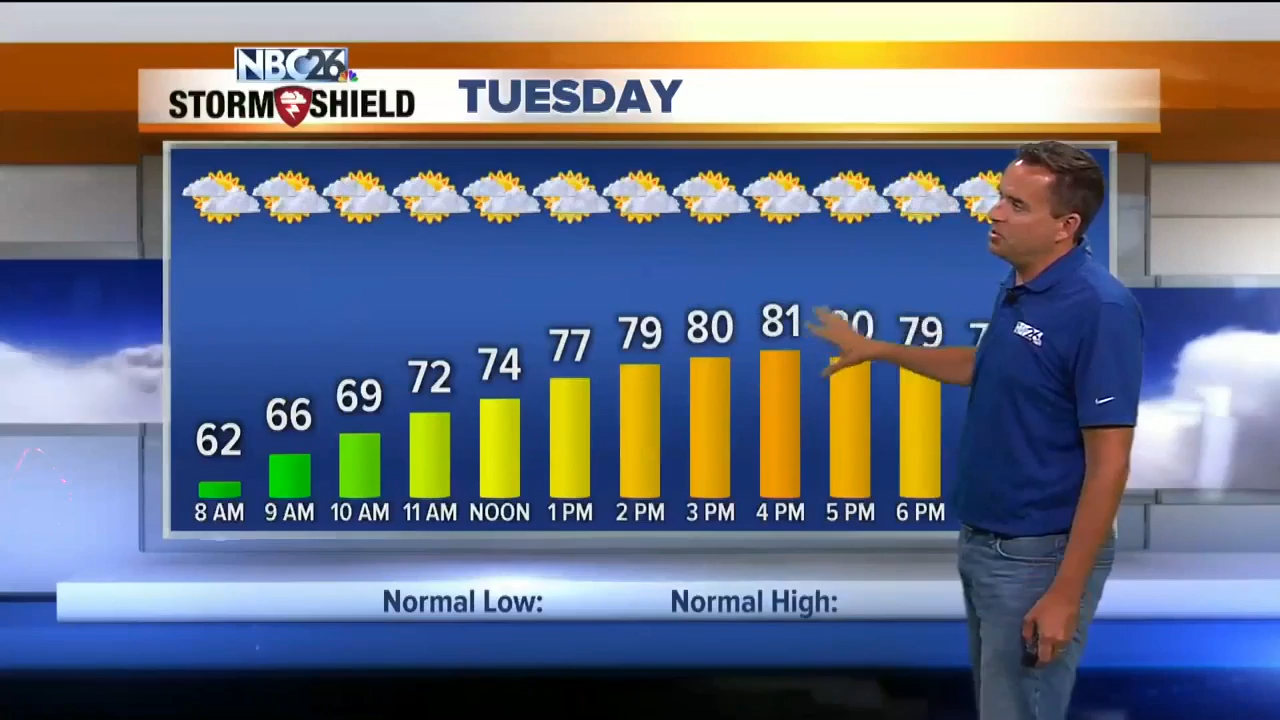 NBC26
STORM SHIELD
TUESDAY
62 66 69 72 74 77 79 80 81 79
8 AM 9 AM 10 AM 11 AM NOON 1 PM 2 PM 3 PM 4 PM 5 PM 6 PM
NBC26
Normal Low: Normal High: